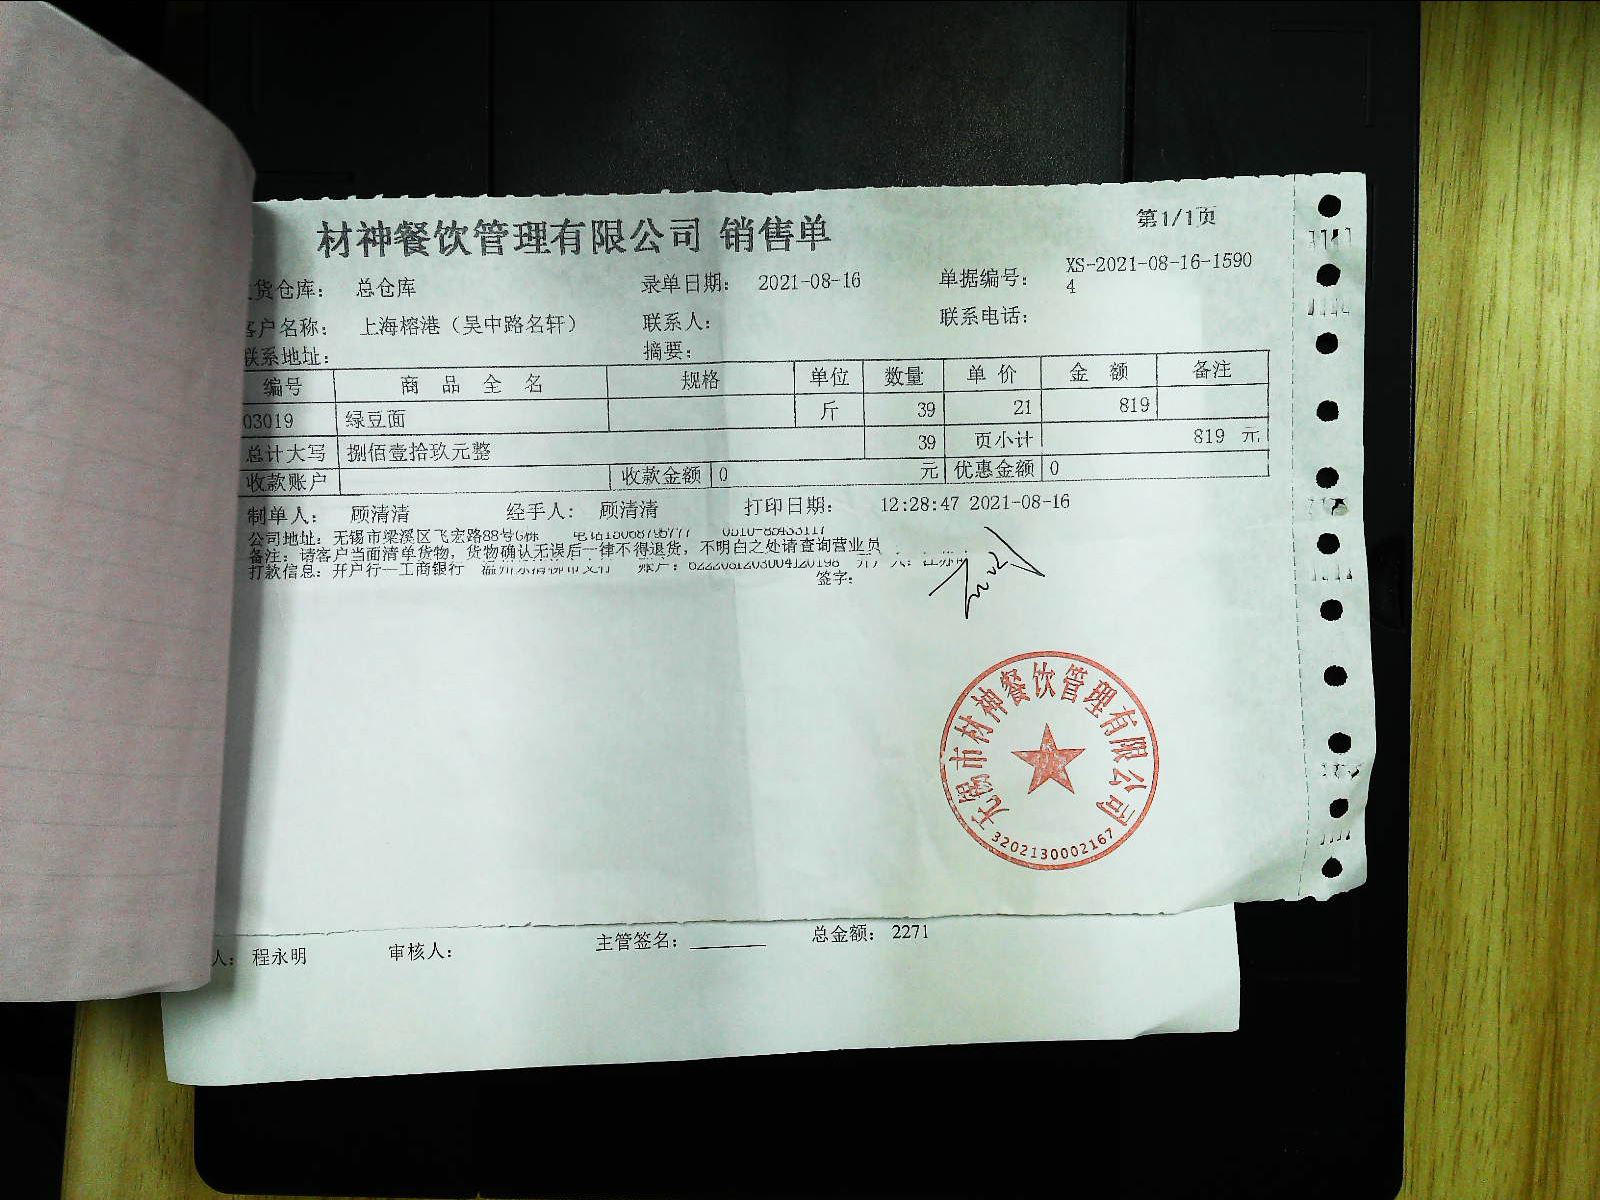 材神餐饮管理有限公司 销售单
第1/1页
货仓库： 总仓库 录单日期： 2021-08-16 单据编号： XS-2021-08-16-1590
4
客户名称： 上海榕港（吴中路名轩） 联系人： 联系电话：
联系地址： 摘要：
编号 商 品 全 名 规格 单位 数量 单 价 金 额 备注
03019 绿豆面 斤 39 21 819
总计大写 捌佰壹拾玖元整 39 页小计 819 元
收款账户 收款金额 0 元 优惠金额 0
制单人： 顾清清 经手人： 顾清清 打印日期： 12:28:47 2021-08-16
公司地址：无锡市梁溪区飞宏路88号6栋 电话
备注：请客户当面清单货物，货物确认无误后一律不得退货，不明白之处请查询营业员
打款信息：开户行—工商银行 账户：
签字：
无锡市材神餐饮管理有限公司
3202130002167
人： 程永明 审核人： 主管签名： 总金额： 2271